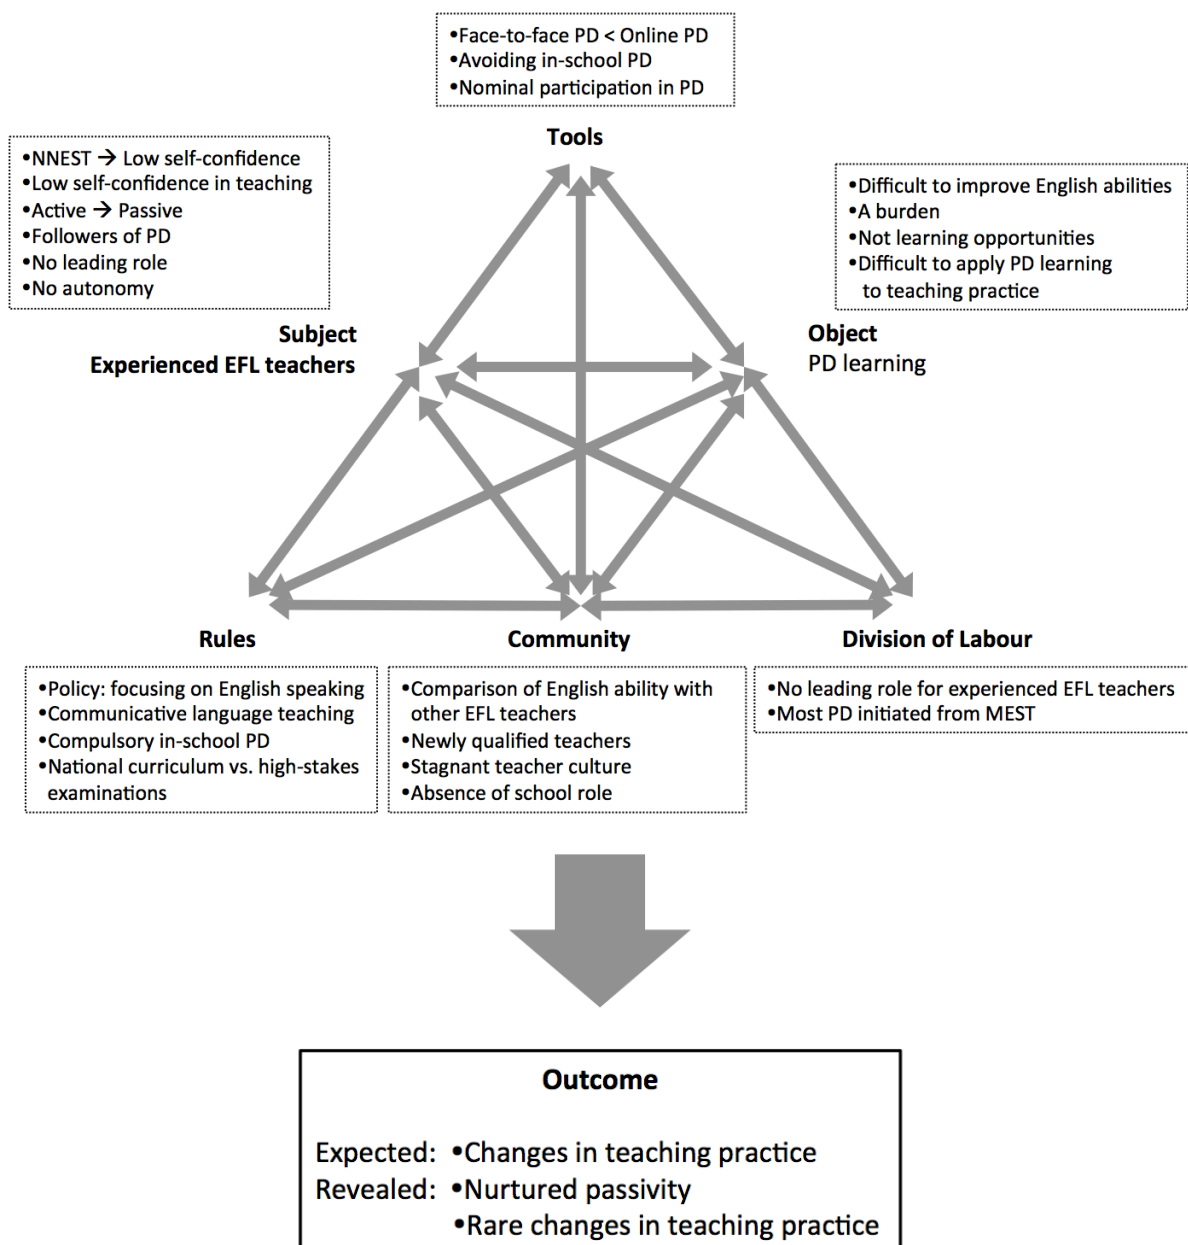 •Face-to-face PD < Online PD
•Avoiding in-school PD
•Nominal participation in PD
Tools
•NNEST → Low self-confidence
•Low self-confidence in teaching
•Active → Passive
•Followers of PD
•No leading role
•No autonomy
•Difficult to improve English abilities
•A burden
•Not learning opportunities
•Difficult to apply PD learning
to teaching practice
Subject
Experienced EFL teachers
Object
PD learning
Rules
Community
Division of Labour
•Policy: focusing on English speaking
•Communicative language teaching
•Compulsory in-school PD
•National curriculum vs. high-stakes
examinations
•Comparison of English ability with
other EFL teachers
•Newly qualified teachers
•Stagnant teacher culture
•Absence of school role
•No leading role for experienced EFL teachers
•Most PD initiated from MEST
Outcome
Expected: •Changes in teaching practice
Revealed: •Nurtured passivity
•Rare changes in teaching practice